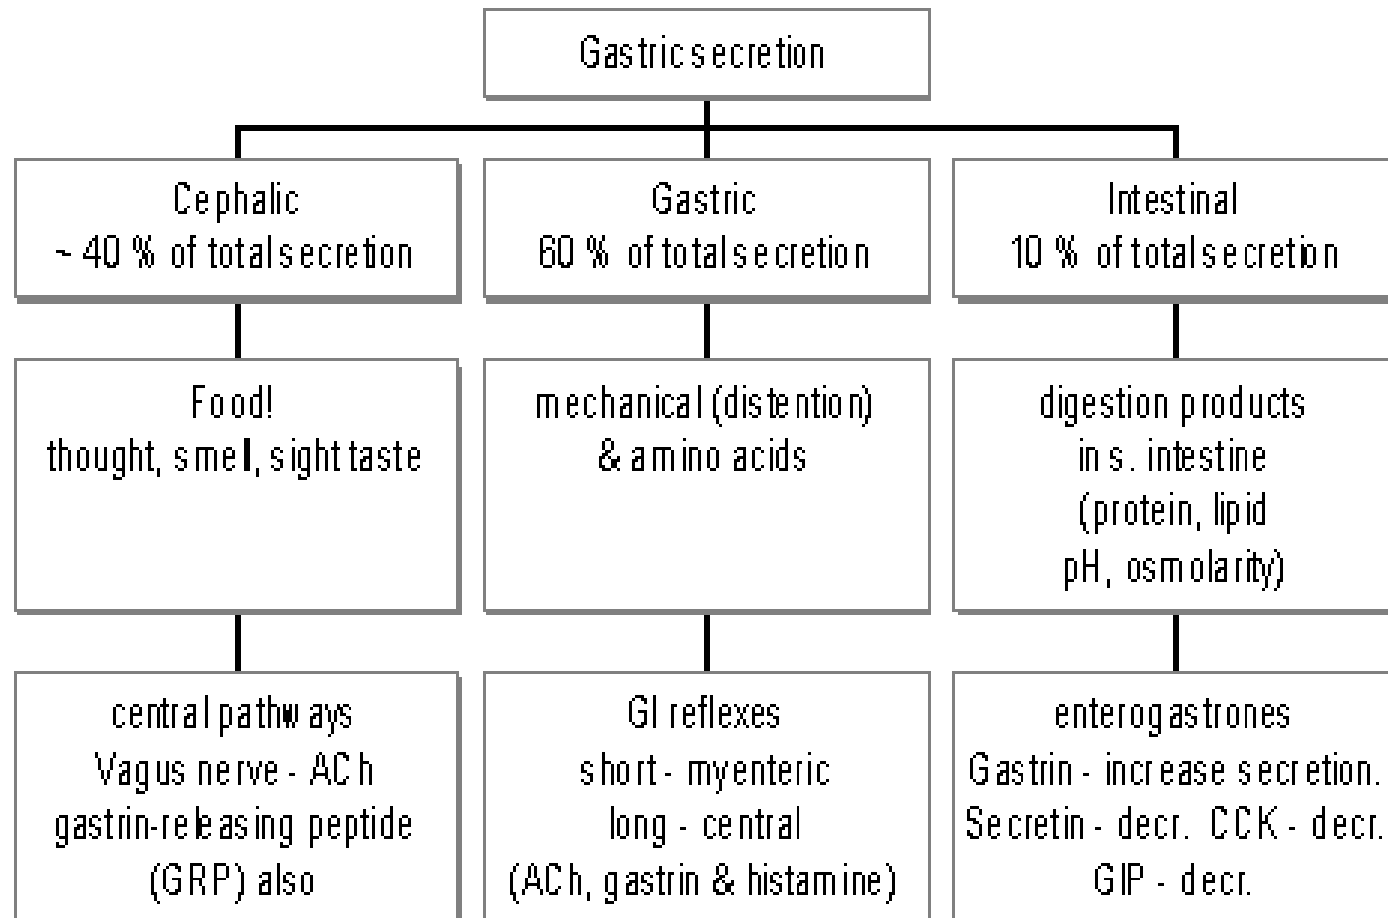 Gastric secretion
Cephalic
~ 40 % of total secretion
Gastric
60 % of total secretion
Intestinal
10 % of total secretion
Food!
thought, smell, sight taste
mechanical (distention)
& amino acids
digestion products
in s. intestine
(protein, lipid
pH, osmolarity)
central pathways
Vagus nerve - ACh
gastrin-releasing peptide
(GRP) also
GI reflexes
short - myenteric
long - central
(ACh, gastrin & histamine)
enterogastrones
Gastrin - increase secretion.
Secretin - decr. CCK - decr.
GIP - decr.